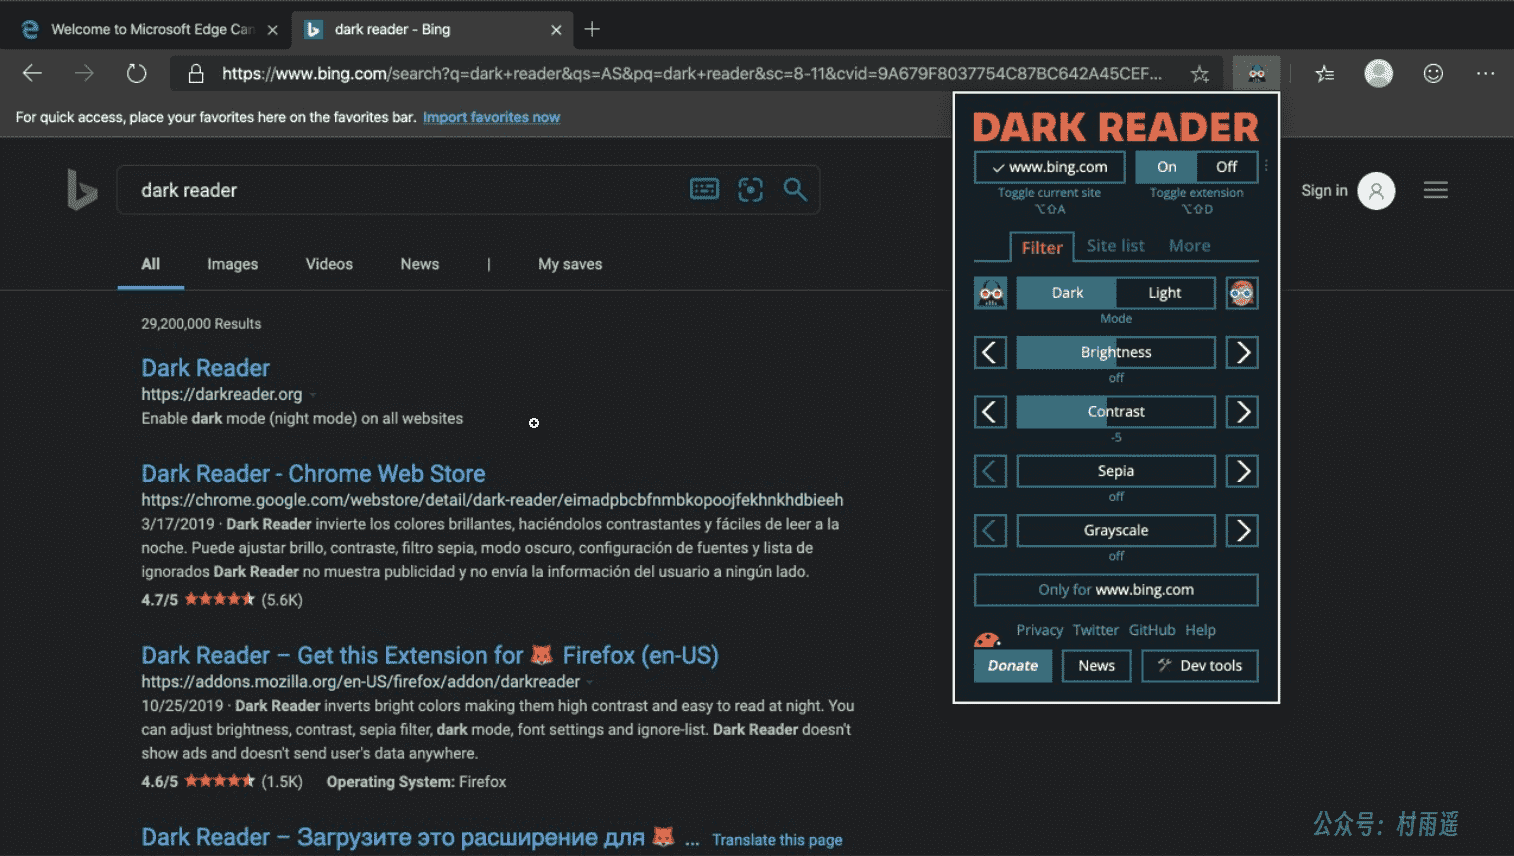 Welcome to Microsoft Edge Can
dark reader - Bing
https://www.bing.com/search?q=dark+reader&qs=AS&pq=dark+reader&sc=8-11&cvid=9A679F8037754C87BC642A45CEF...
For quick access, place your favorites here on the favorites bar. Import favorites now
dark reader
Sign in
All Images Videos News | My saves
29,200,000 Results
Dark Reader
https://darkreader.org
Enable dark mode (night mode) on all websites
Dark Reader - Chrome Web Store
https://chrome.google.com/webstore/detail/dark-reader/eimadpbcbfnmbkopoojfekhnkhdbieeh
3/17/2019 · Dark Reader invierte los colores brillantes, haciéndolos contrastantes y fáciles de leer a la
noche. Puede ajustar brillo, contraste, filtro sepia, modo oscuro, configuración de fuentes y lista de
ignorados Dark Reader no muestra publicidad y no envía la información del usuario a ningún lado.
4.7/5 (5.6K)
Dark Reader – Get this Extension for 🦊 Firefox (en-US)
https://addons.mozilla.org/en-US/firefox/addon/darkreader
10/25/2019 · Dark Reader inverts bright colors making them high contrast and easy to read at night. You
can adjust brightness, contrast, sepia filter, dark mode, font settings and ignore-list. Dark Reader doesn't
show ads and doesn't send user's data anywhere.
4.6/5 (1.5K) Operating System: Firefox
Dark Reader – Загрузите это расширение для 🦊 ... Translate this page
DARK READER
www.bing.com On Off
Toggle current site Toggle extension
⌥⇧A ⌥⇧D
Filter Site list More
Dark Light
Mode
Brightness
off
Contrast
-5
Sepia
off
Grayscale
off
Only for www.bing.com
Privacy Twitter GitHub Help
Donate News Dev tools
公众号：村雨遥